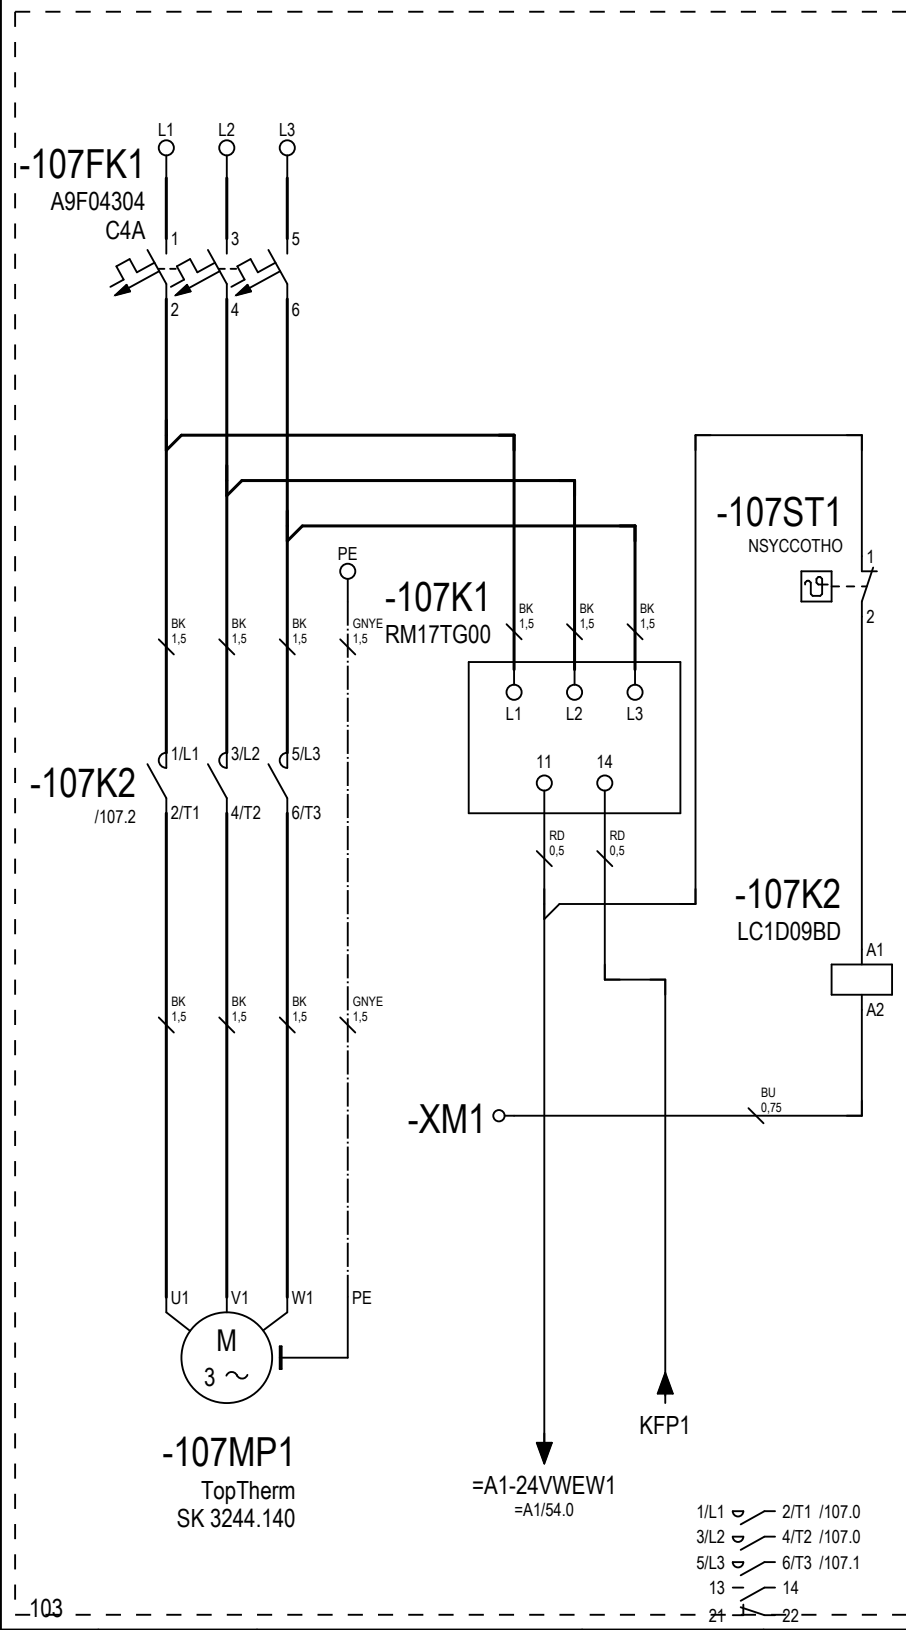 L1 L2 L3
-107FK1
A9F04304
C4A
1 3 5
2 4 6
-107ST1
NSYCCOTHO
1
2
PE
-107K1
RM17TG00
BK 1,5
BK 1,5
BK 1,5
GNYE 1,5
BK 1,5
BK 1,5
BK 1,5
L1 L2 L3
11 14
-107K2
/107.2
1/L1 3/L2 5/L3
2/T1 4/T2 6/T3
RD 0,5
RD 0,5
-107K2
LC1D09BD
A1
A2
BK 1,5
BK 1,5
BK 1,5
GNYE 1,5
-XM1
BU 0,75
U1 V1 W1 PE
M
3 ~
-107MP1
TopTherm
SK 3244.140
KFP1
=A1-24VWEW1
=A1/54.0
1/L1 2/T1 /107.0
3/L2 4/T2 /107.0
5/L3 6/T3 /107.1
13 14
21 22
103